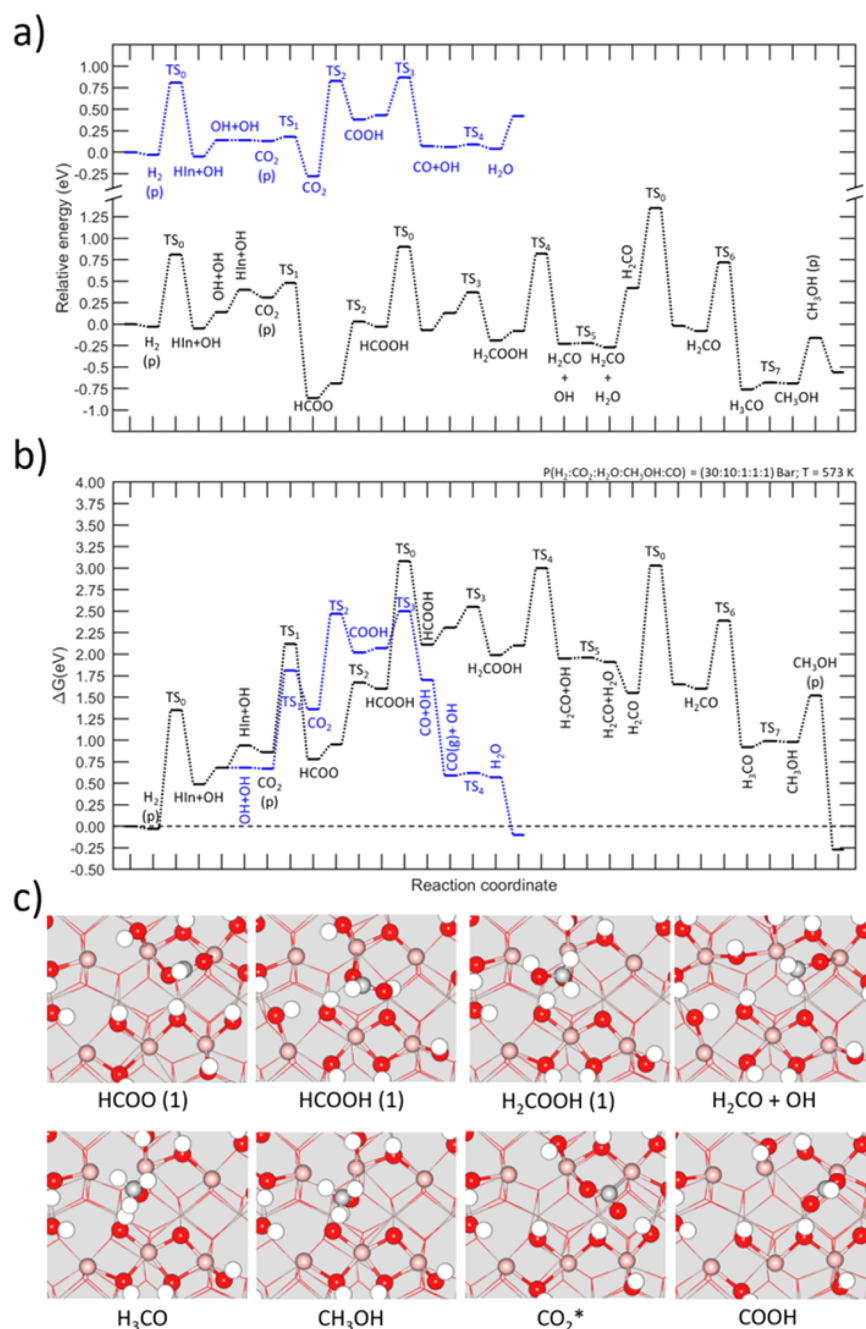 a)
1.00
0.75
0.50
0.25
0.0
-0.25
1.25
1.00
0.75
0.50
0.25
0.0
-0.25
-0.50
-0.75
-1.0
Relative energy (eV)
H₂
(p)
TS₀
HIn+OH
OH+OH
CO₂
(p)
TS₁
CO₂
TS₂
COOH
TS₃
CO+OH
TS₄
H₂O
H₂
(p)
TS₀
HIn+OH
OH+OH
HIn+OH
CO₂
(p)
TS₁
HCOO
TS₂
HCOOH
TS₀
TS₃
H₂COOH
TS₄
H₂CO
+
OH
TS₅
H₂CO
+
H₂O
H₂CO
TS₀
H₂CO
TS₆
H₃CO
TS₇
CH₃OH
CH₃OH (p)
b)
P(H₂:CO₂:H₂O:CH₃OH:CO) = (30:10:1:1:1) Bar; T = 573 K
4.00
3.75
3.50
3.25
3.00
2.75
2.50
2.25
2.00
1.75
1.50
1.25
1.00
0.75
0.50
0.25
0.00
-0.25
-0.50
ΔG(eV)
H₂
(p)
TS₀
HIn+OH
HIn+OH
OH+OH
CO₂
(p)
TS₁
TS₁
CO₂
HCOO
TS₂
TS₂
COOH
HCOOH
TS₀
TS₃
HCOOH
CO+OH
CO(g)+ OH
TS₃
TS₄
H₂O
H₂COOH
TS₄
H₂CO+OH
TS₅
H₂CO+H₂O
H₂CO
TS₀
H₂CO
TS₆
H₃CO
TS₇
CH₃OH
CH₃OH
(p)
Reaction coordinate
c)
HCOO (1)
HCOOH (1)
H₂COOH (1)
H₂CO + OH
H₃CO
CH₃OH
CO₂*
COOH